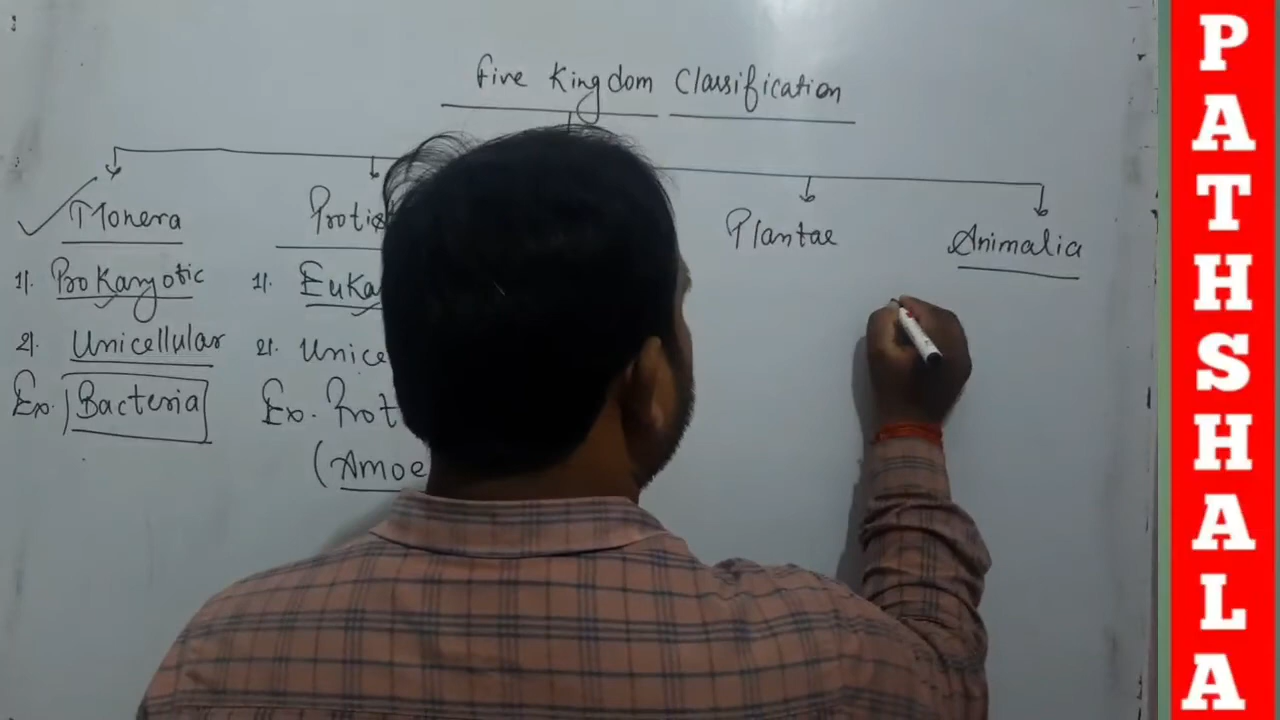 Five Kingdom Classification
Monera
1). Prokaryotic
2). Unicellular
Ex. Bacteria
Protis
1). Euka
2). Unice
Ex. Prot
(Amoe
Plantae
Animalia
PATHSHALA